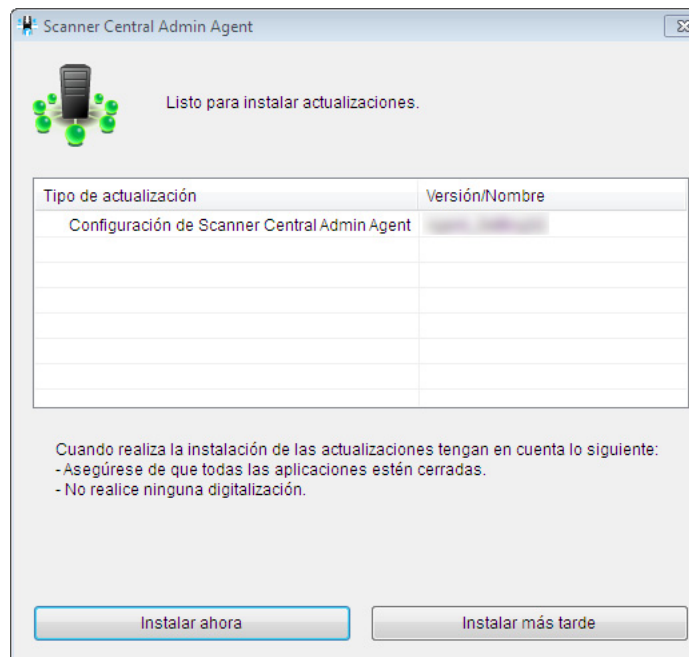 Scanner Central Admin Agent
Listo para instalar actualizaciones.
Tipo de actualización Versión/Nombre
Configuración de Scanner Central Admin Agent
Cuando realiza la instalación de las actualizaciones tengan en cuenta lo siguiente:
- Asegúrese de que todas las aplicaciones estén cerradas.
- No realice ninguna digitalización.
Instalar ahora Instalar más tarde